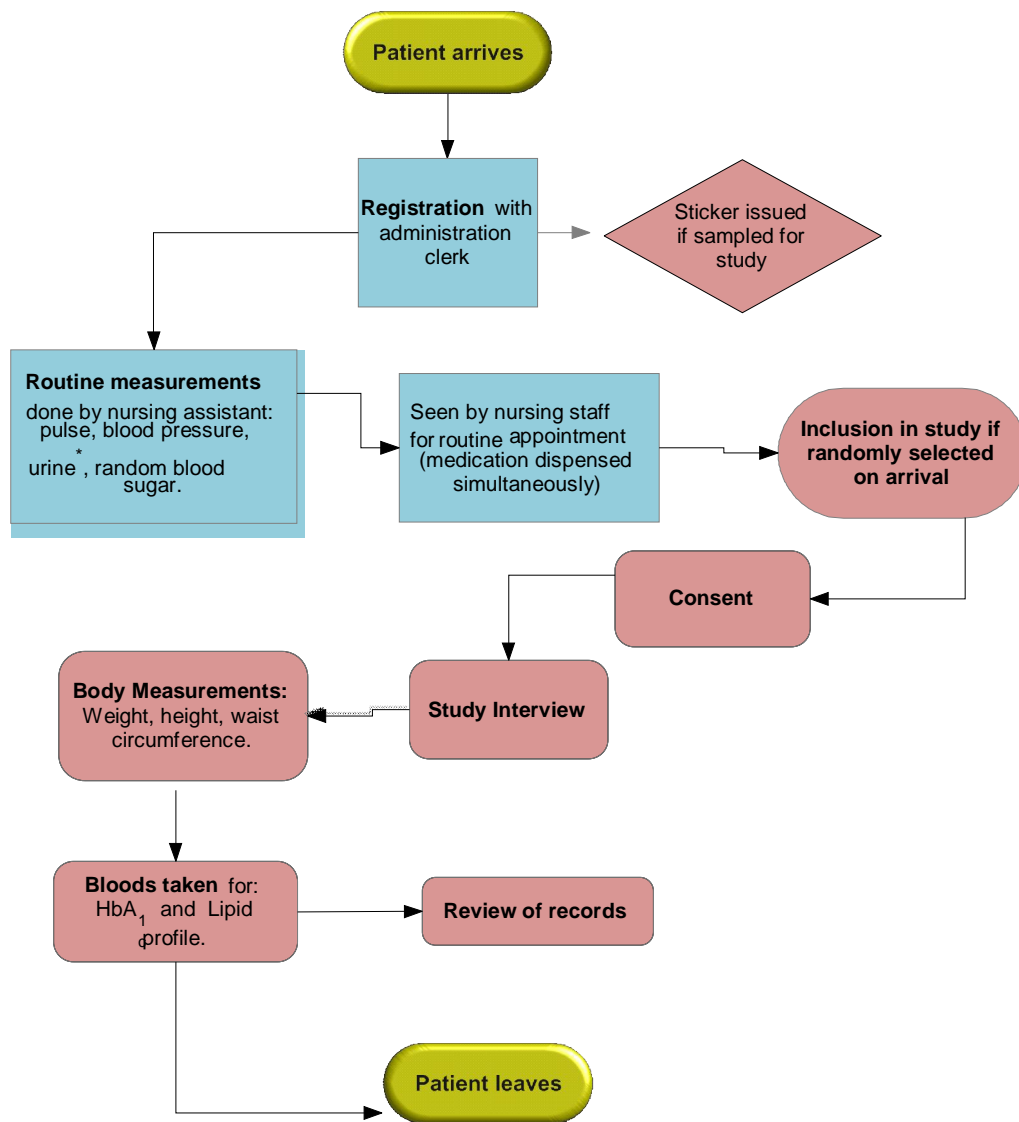 Patient arrives
Registration with
administration
clerk
Sticker issued
if sampled for
study
Routine measurements
done by nursing assistant:
pulse, blood pressure,
urine*, random blood
sugar.
Seen by nursing staff
for routine appointment
(medication dispensed
simultaneously)
Inclusion in study if
randomly selected
on arrival
Consent
Study Interview
Body Measurements:
Weight, height, waist
circumference.
Bloods taken for:
HbA1c and Lipid
profile.
Review of records
Patient leaves